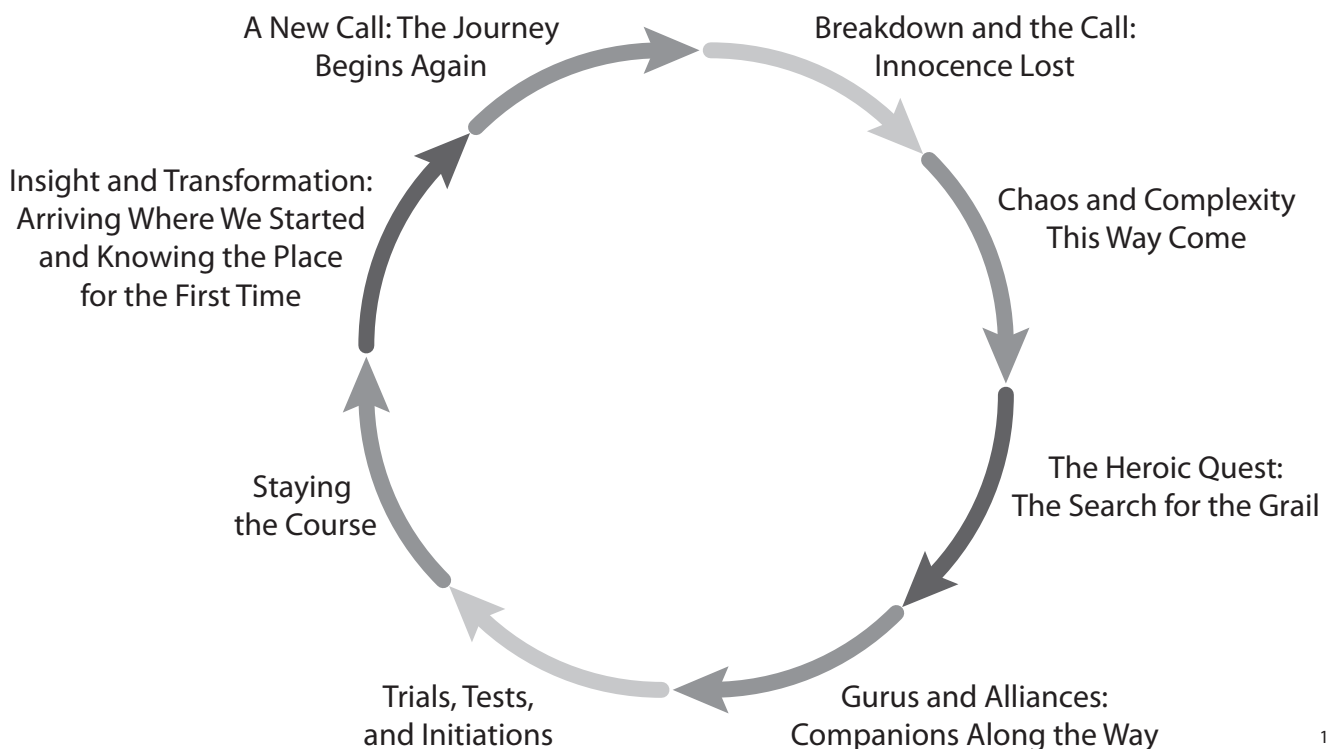 A New Call: The Journey
Begins Again
Breakdown and the Call:
Innocence Lost
Chaos and Complexity
This Way Come
The Heroic Quest:
The Search for the Grail
Gurus and Alliances:
Companions Along the Way
Trials, Tests,
and Initiations
Staying
the Course
Insight and Transformation:
Arriving Where We Started
and Knowing the Place
for the First Time
1